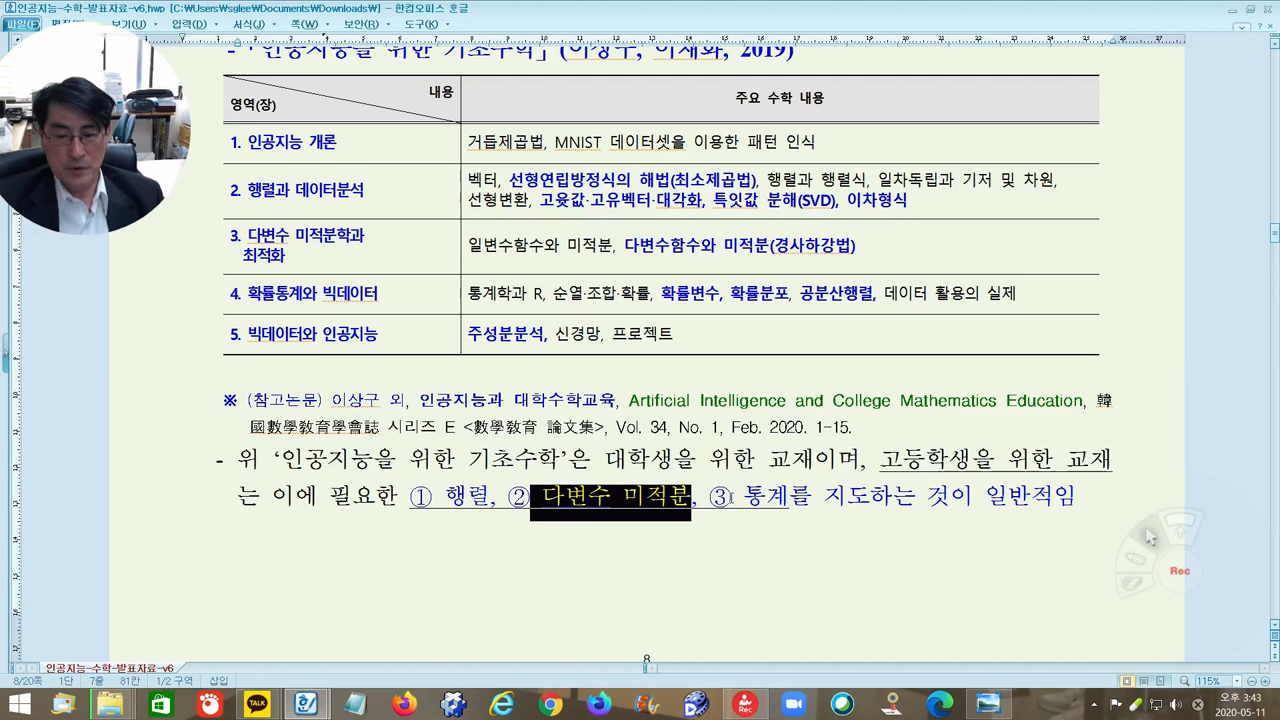 인공지능-수학-발표자료-v6.hwp [C:₩Users₩sglee₩Documents₩Downloads₩] - 한컴오피스 한글
파일(F) 보기(U) 입력(D) 서식(J) 쪽(W) 보안(B) 도구(K)
-「인공지능을 위한 기초수학」(이상구, 이재화, 2019)
내용
영역(장)
주요 수학 내용
1. 인공지능 개론
거듭제곱법, MNIST 데이터셋을 이용한 패턴 인식
2. 행렬과 데이터분석
벡터, 선형연립방정식의 해법(최소제곱법), 행렬과 행렬식, 일차독립과 기저 및 차원,
선형변환, 고윳값·고유벡터·대각화, 특잇값 분해(SVD), 이차형식
3. 다변수 미적분학과
최적화
일변수함수와 미적분, 다변수함수와 미적분(경사하강법)
4. 확률통계와 빅데이터
통계학과 R, 순열·조합·확률, 확률변수, 확률분포, 공분산행렬, 데이터 활용의 실제
5. 빅데이터와 인공지능
주성분분석, 신경망, 프로젝트
※ (참고논문) 이상구 외, 인공지능과 대학수학교육, Artificial Intelligence and College Mathematics Education, 韓
國數學敎育學會誌 시리즈 E <數學敎育 論文集>, Vol. 34, No. 1, Feb. 2020. 1-15.
- 위 ‘인공지능을 위한 기초수학’은 대학생을 위한 교재이며, 고등학생을 위한 교재
는 이에 필요한 ① 행렬, ② 다변수 미적분, ③ 통계를 지도하는 것이 일반적임
Rec
8
인공지능-수학-발표자료-v6
8/20쪽 1단 7줄 81칸 1/2 구역 삽입
115%
TALK
Rec
오후 3:43
2020-05-11